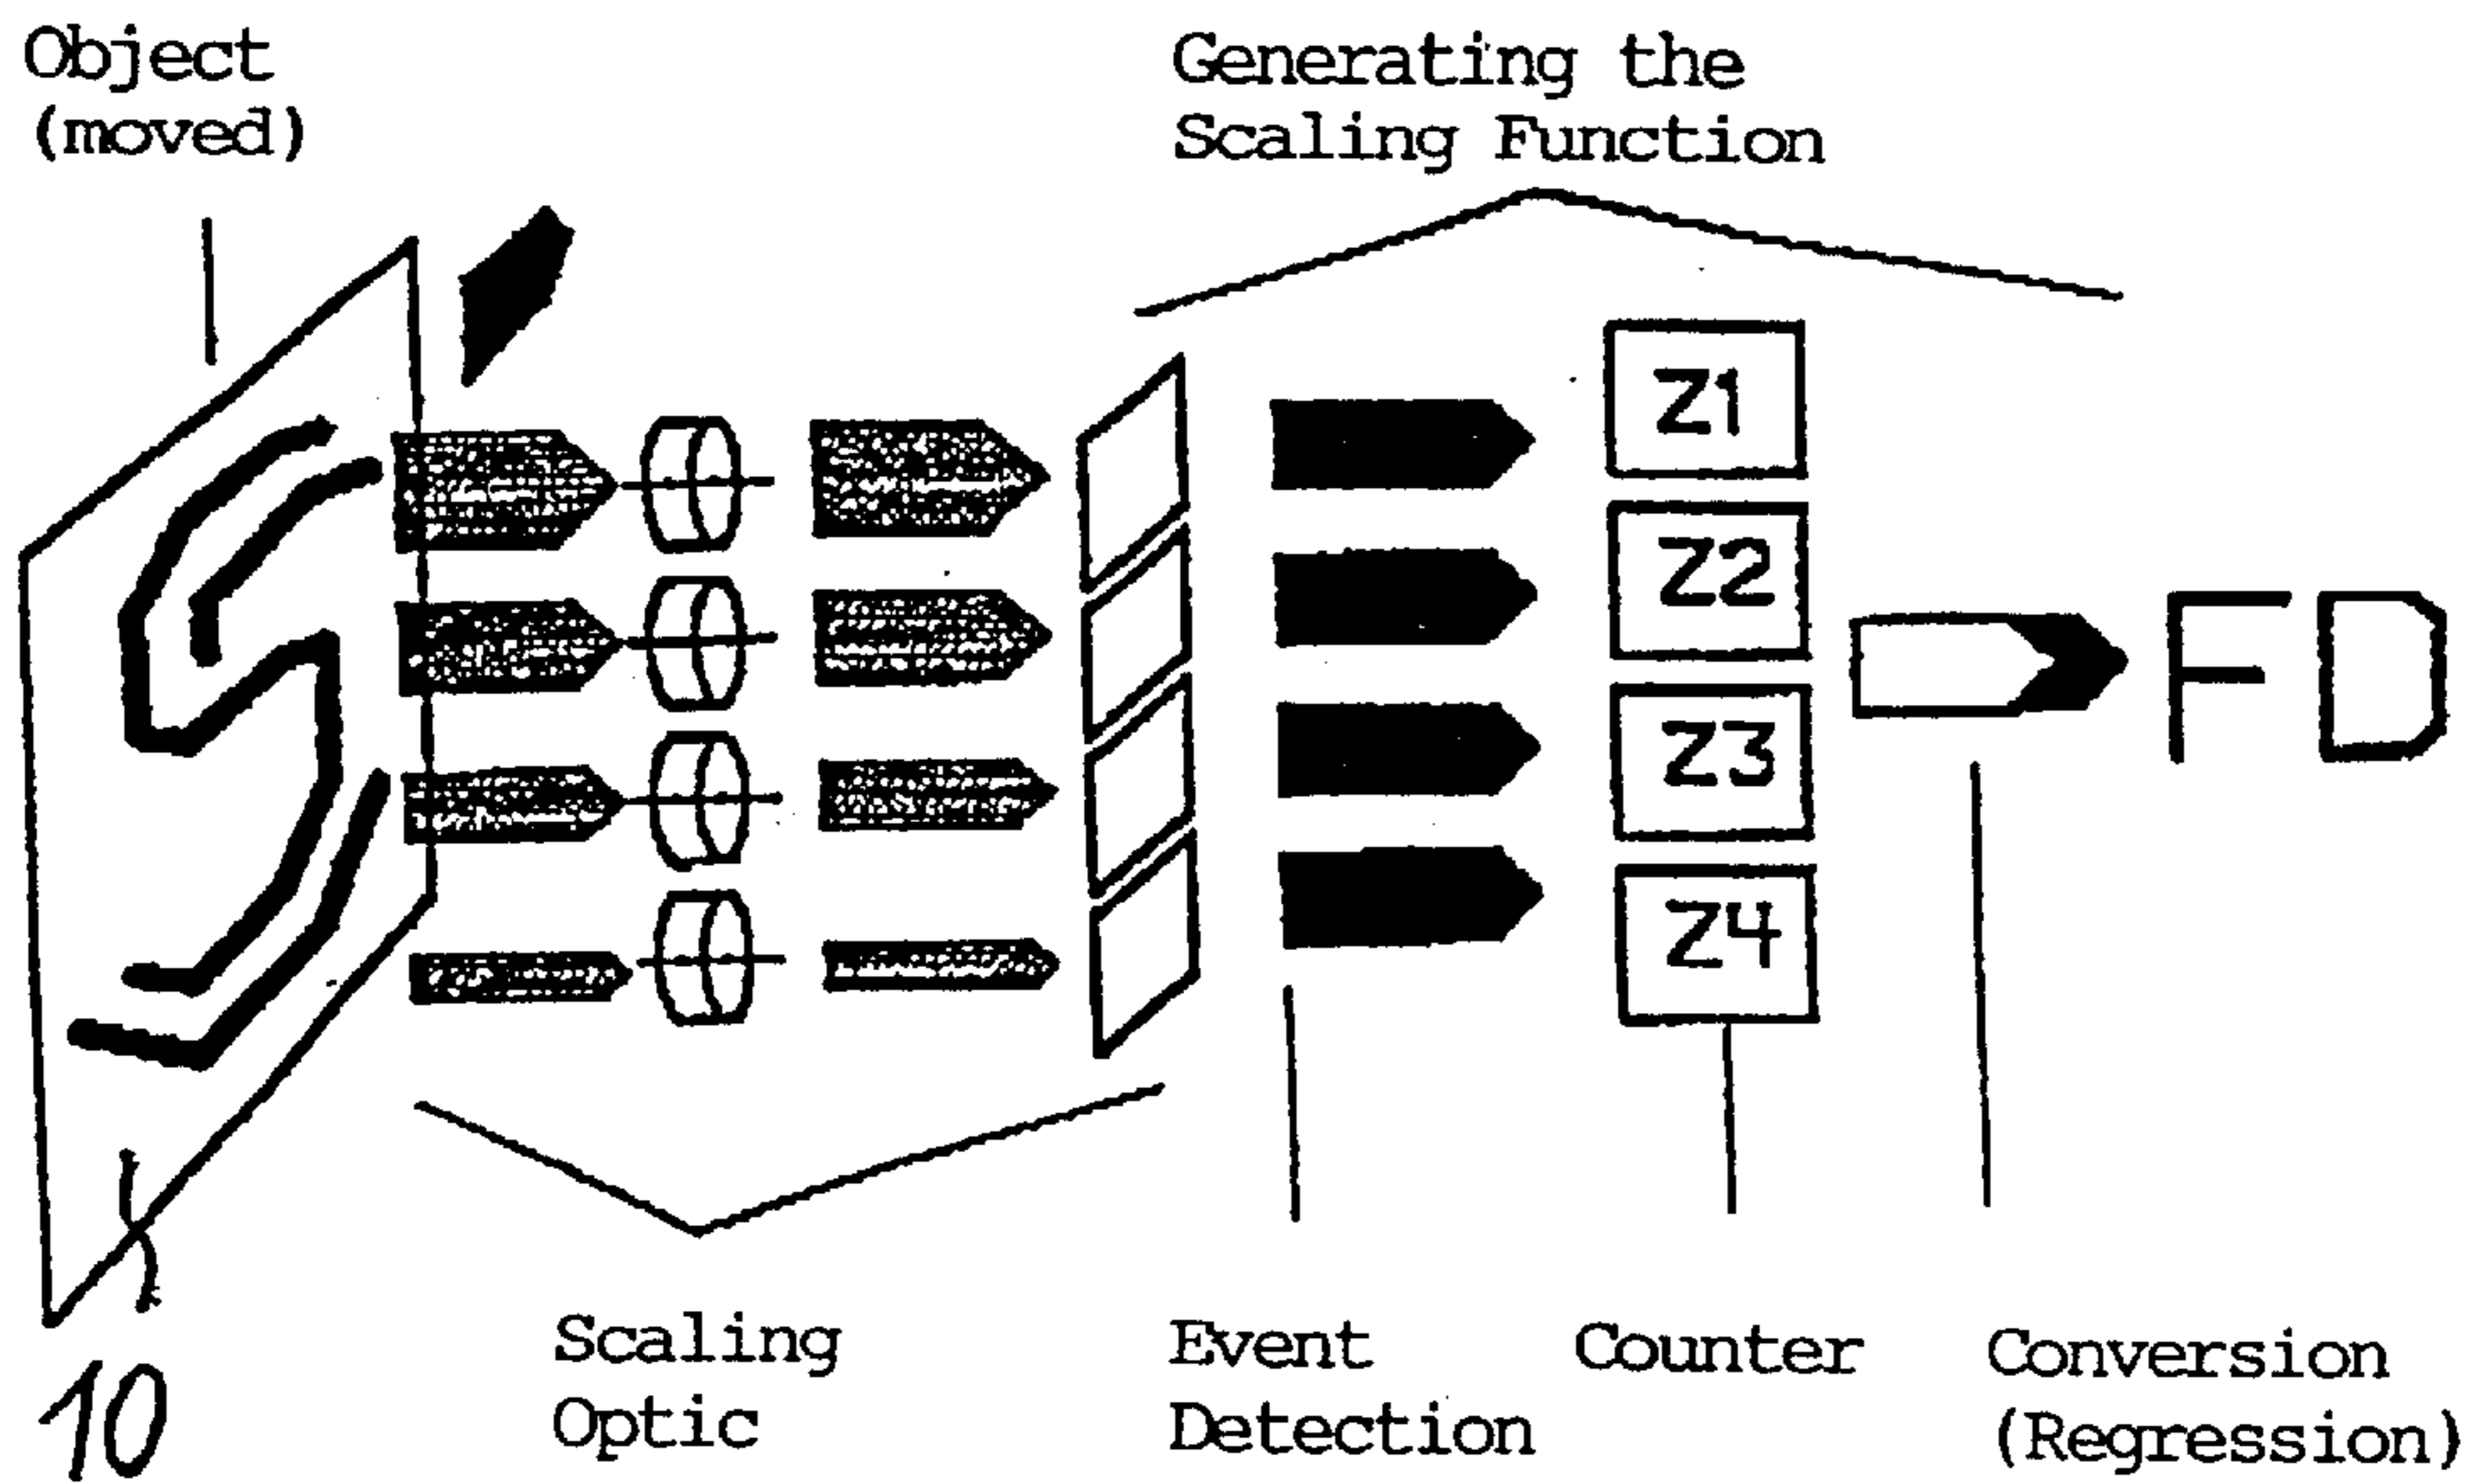 Object
(moved)
Generating the
Scaling Function
Z1
Z2
Z3
Z4
FD
Scaling
Optic
Event
Detection
Counter
Conversion
(Regression)
10